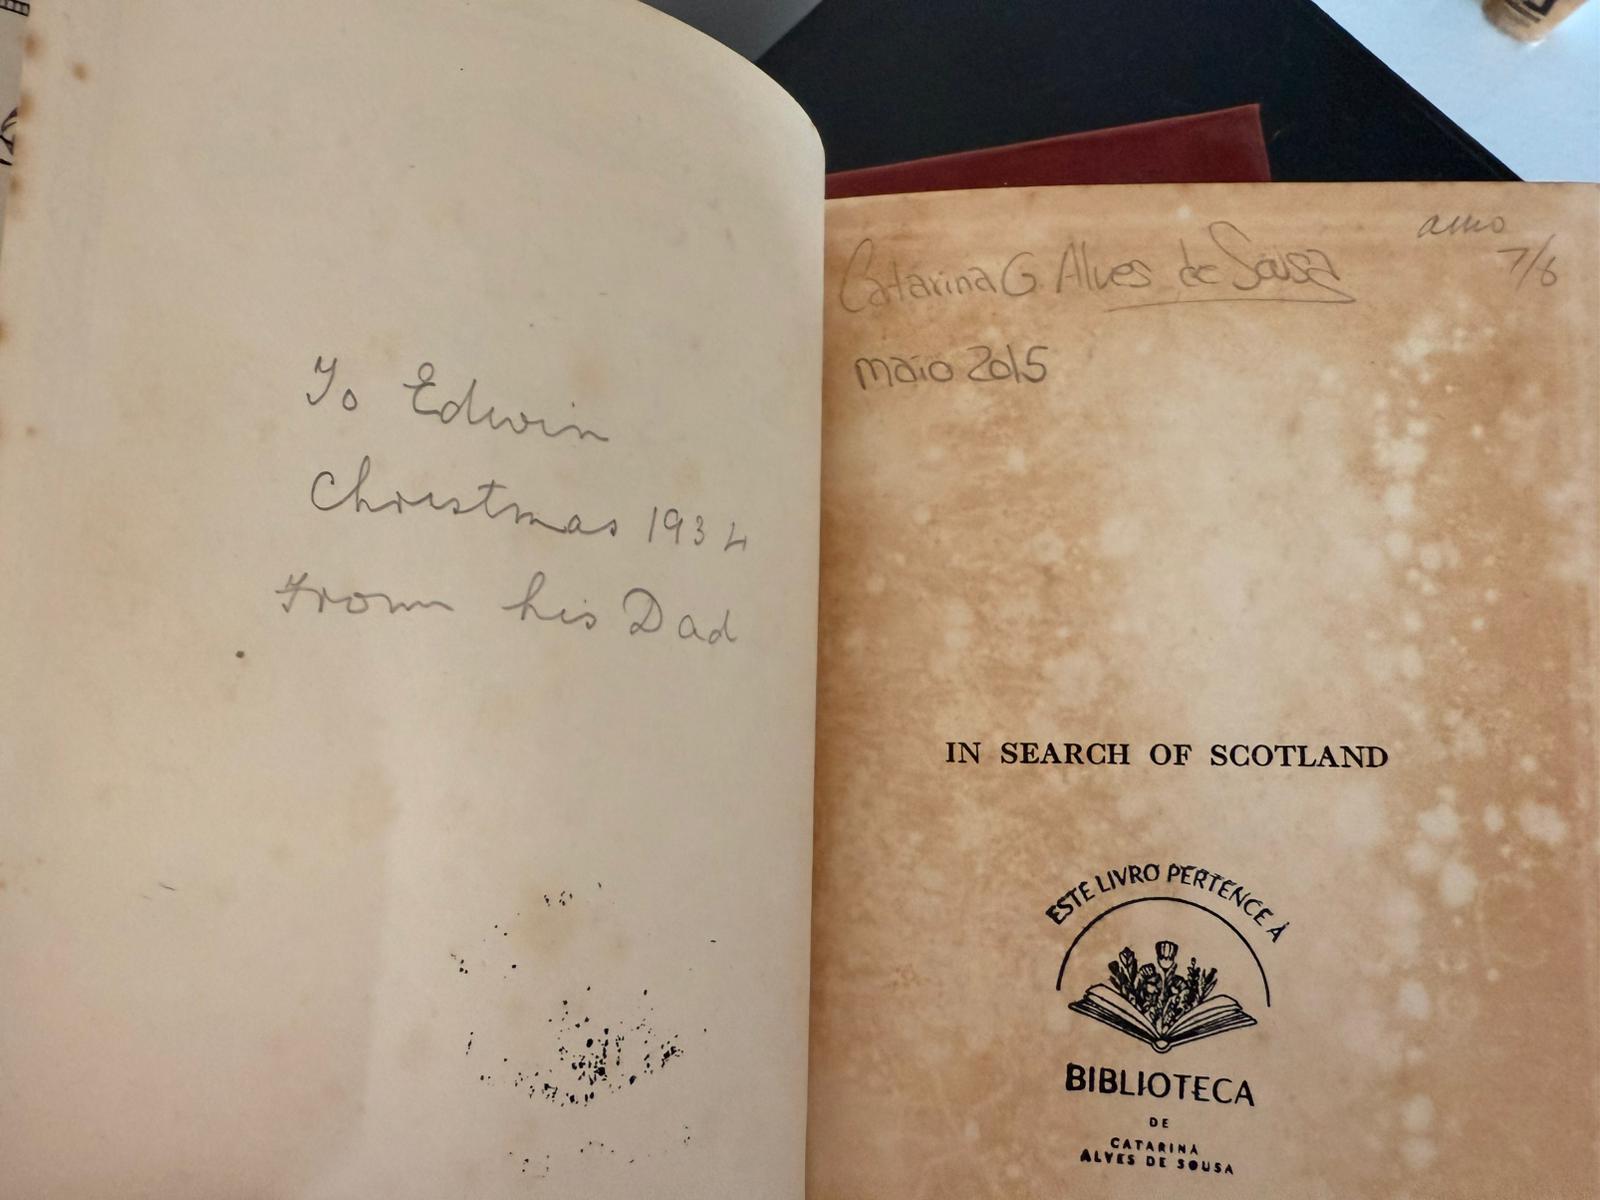 To Edwin
Christmas 1934
From his Dad
Catarina G Alves de Sousa
maio 2015
7/6
IN SEARCH OF SCOTLAND
ESTE LIVRO PERTENCE À
BIBLIOTECA
DE
CATARINA
ALVES DE SOUSA